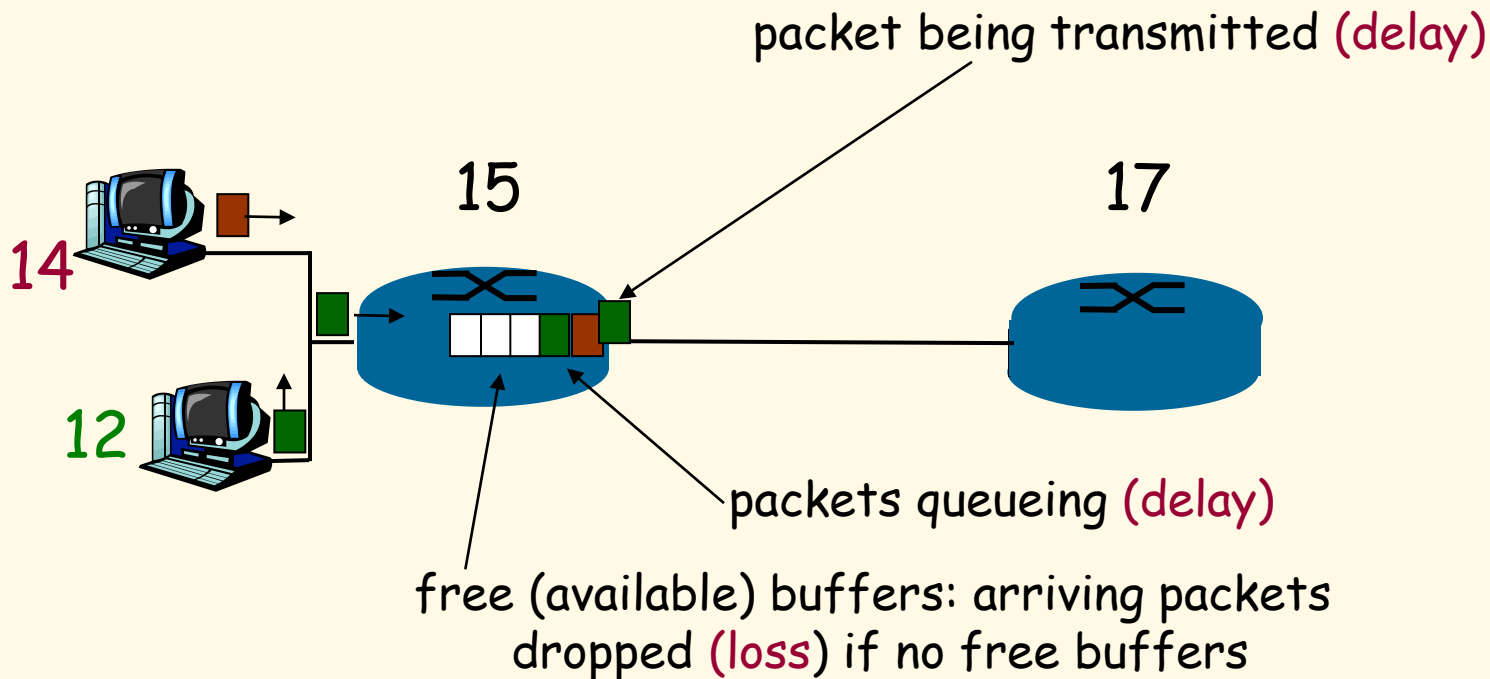 packet being transmitted (delay)
15
17
14
12
packets queueing (delay)
free (available) buffers: arriving packets
dropped (loss) if no free buffers